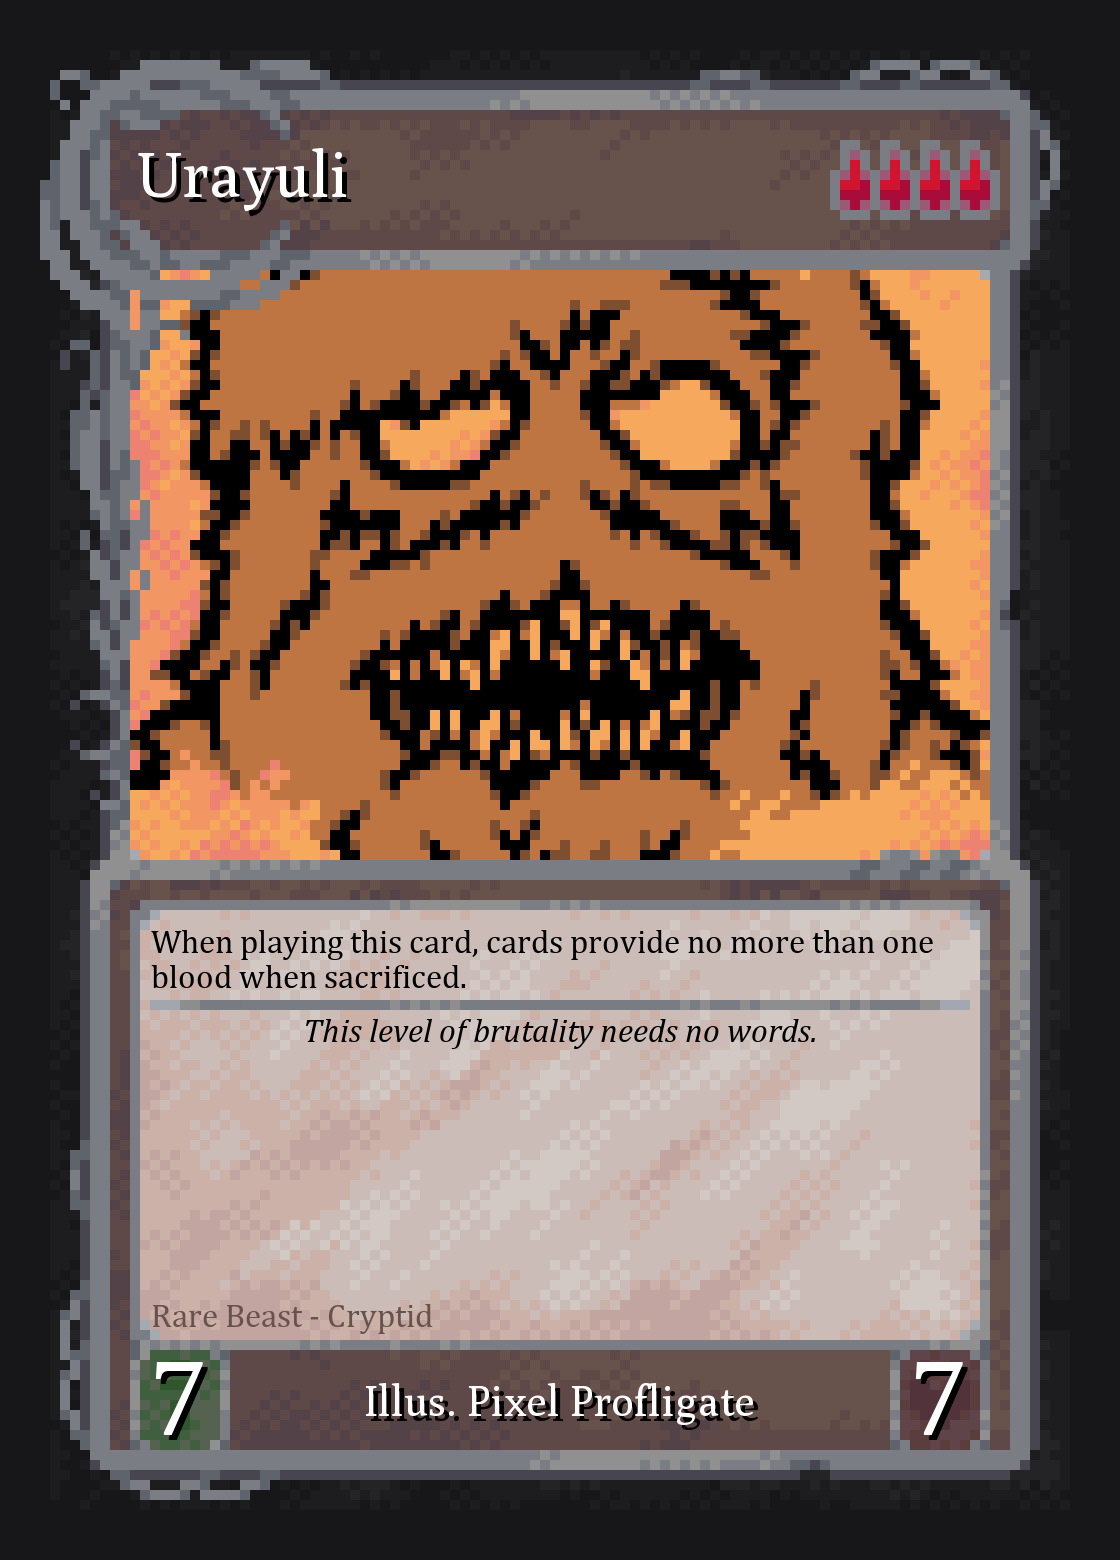 Urayuli
When playing this card, cards provide no more than one
blood when sacrificed.
This level of brutality needs no words.
Rare Beast - Cryptid
7
Illus. Pixel Profligate
7